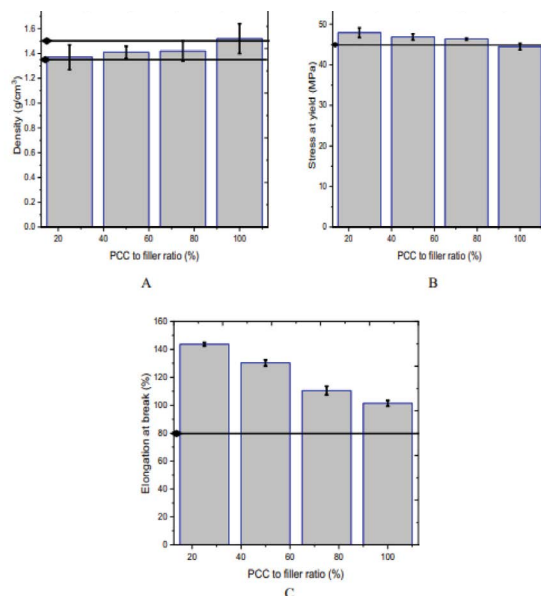 1.6
1.4
1.2
1.0
0.8
0.6
0.4
0.2
0.0
Density (g/cm³)
20 40 60 80 100
PCC to filler ratio (%)
A
50
40
30
20
10
0
Stress at yield (MPa)
20 40 60 80 100
PCC to filler ratio (%)
B
160
140
120
100
80
60
40
20
0
Elongation at break (%)
20 40 60 80 100
PCC to filler ratio (%)
C